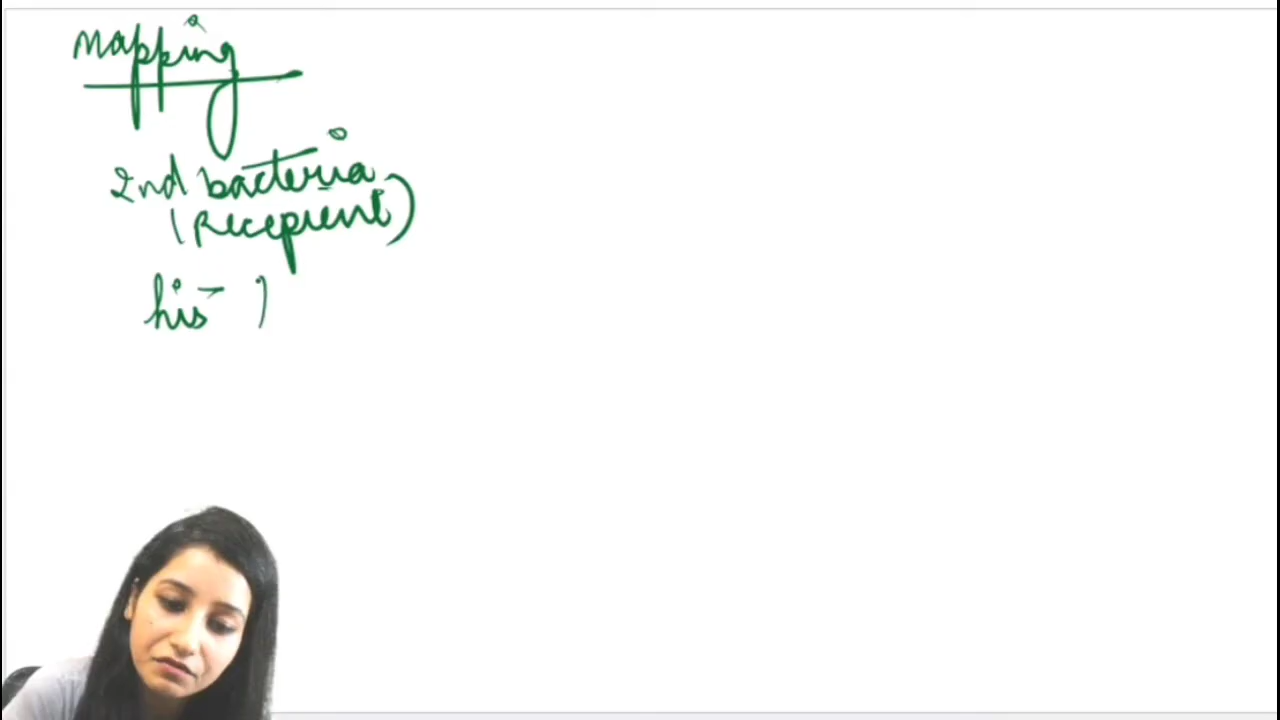 Mapping
2nd bacteria
(Recepient)
his⁻ )